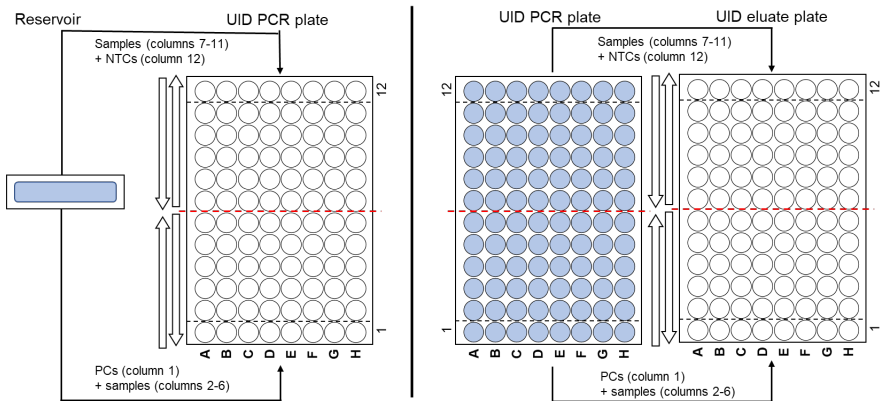 Reservoir
UID PCR plate
Samples (columns 7-11)
+ NTCs (column 12)
12
1
A B C D E F G H
PCs (column 1)
+ samples (columns 2-6)
UID PCR plate
UID eluate plate
Samples (columns 7-11)
+ NTCs (column 12)
12
12
1
1
A B C D E F G H
A B C D E F G H
PCs (column 1)
+ samples (columns 2-6)